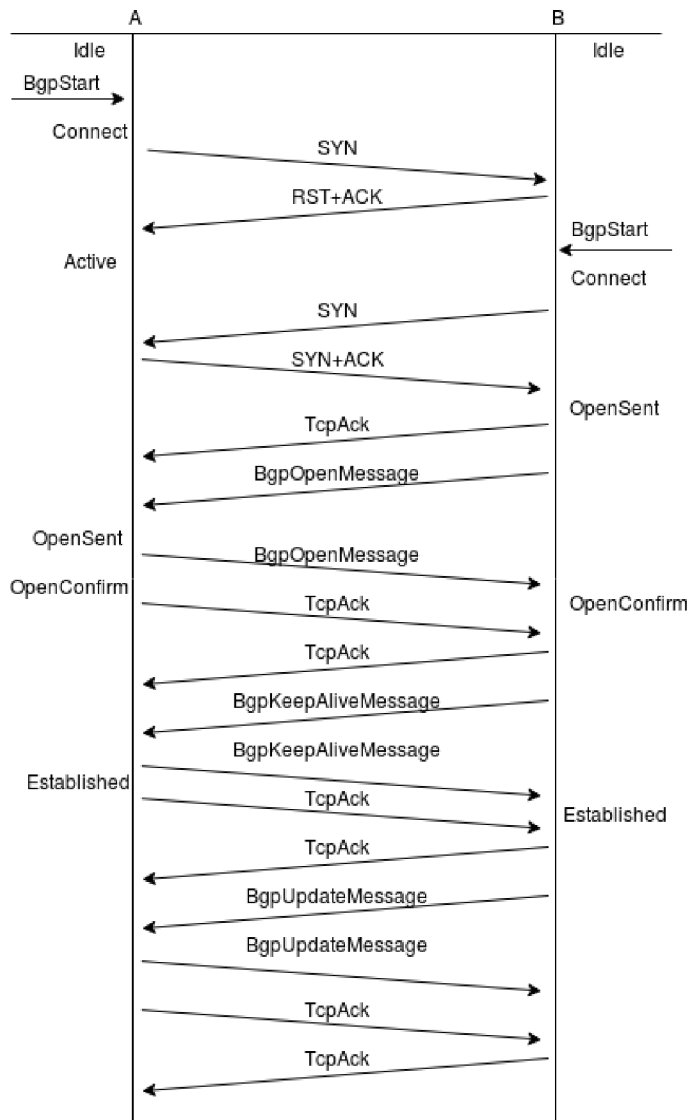 A B
Idle Idle
BgpStart
Connect
SYN
RST+ACK
BgpStart
Active
Connect
SYN
SYN+ACK
OpenSent
TcpAck
BgpOpenMessage
OpenSent
BgpOpenMessage
OpenConfirm
TcpAck
OpenConfirm
TcpAck
BgpKeepAliveMessage
BgpKeepAliveMessage
Established
TcpAck
Established
TcpAck
BgpUpdateMessage
BgpUpdateMessage
TcpAck
TcpAck